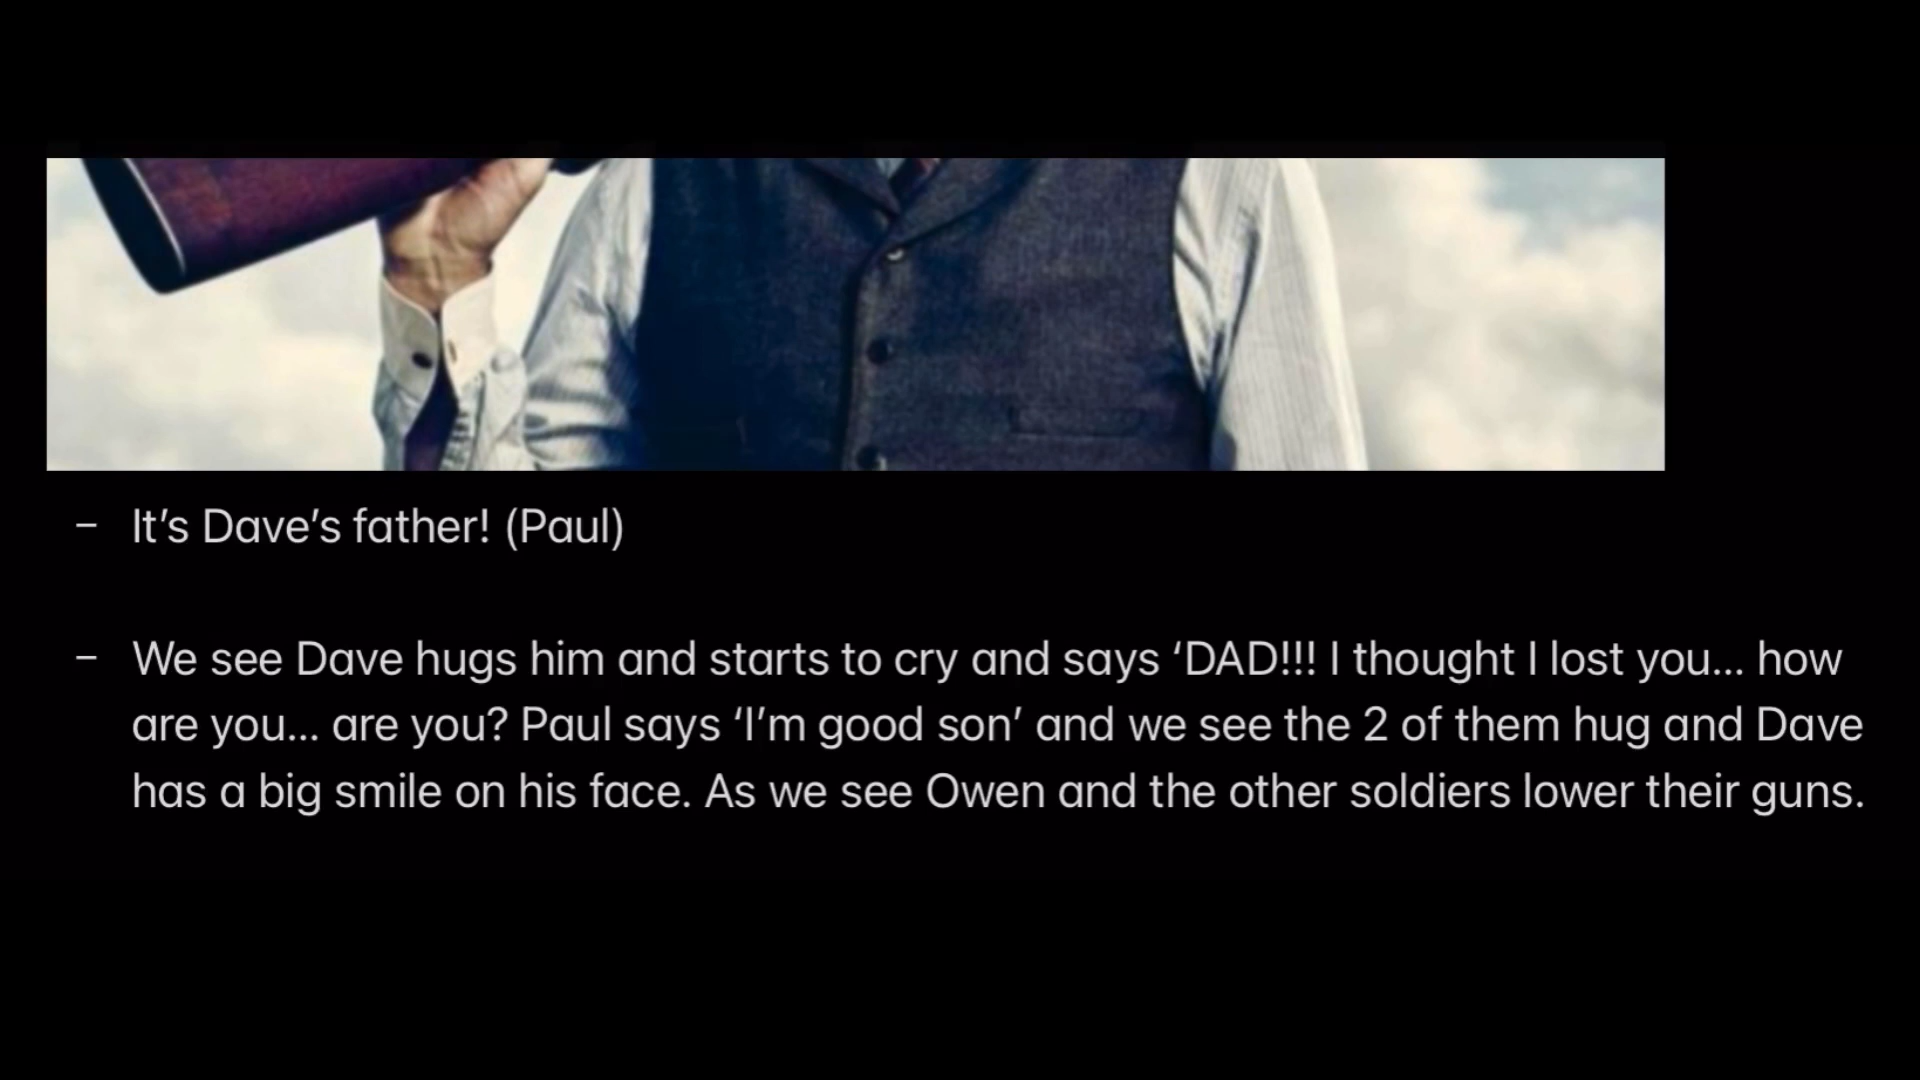 – It’s Dave’s father! (Paul)
– We see Dave hugs him and starts to cry and says ‘DAD!!! I thought I lost you... how
are you... are you? Paul says ‘I’m good son’ and we see the 2 of them hug and Dave
has a big smile on his face. As we see Owen and the other soldiers lower their guns.